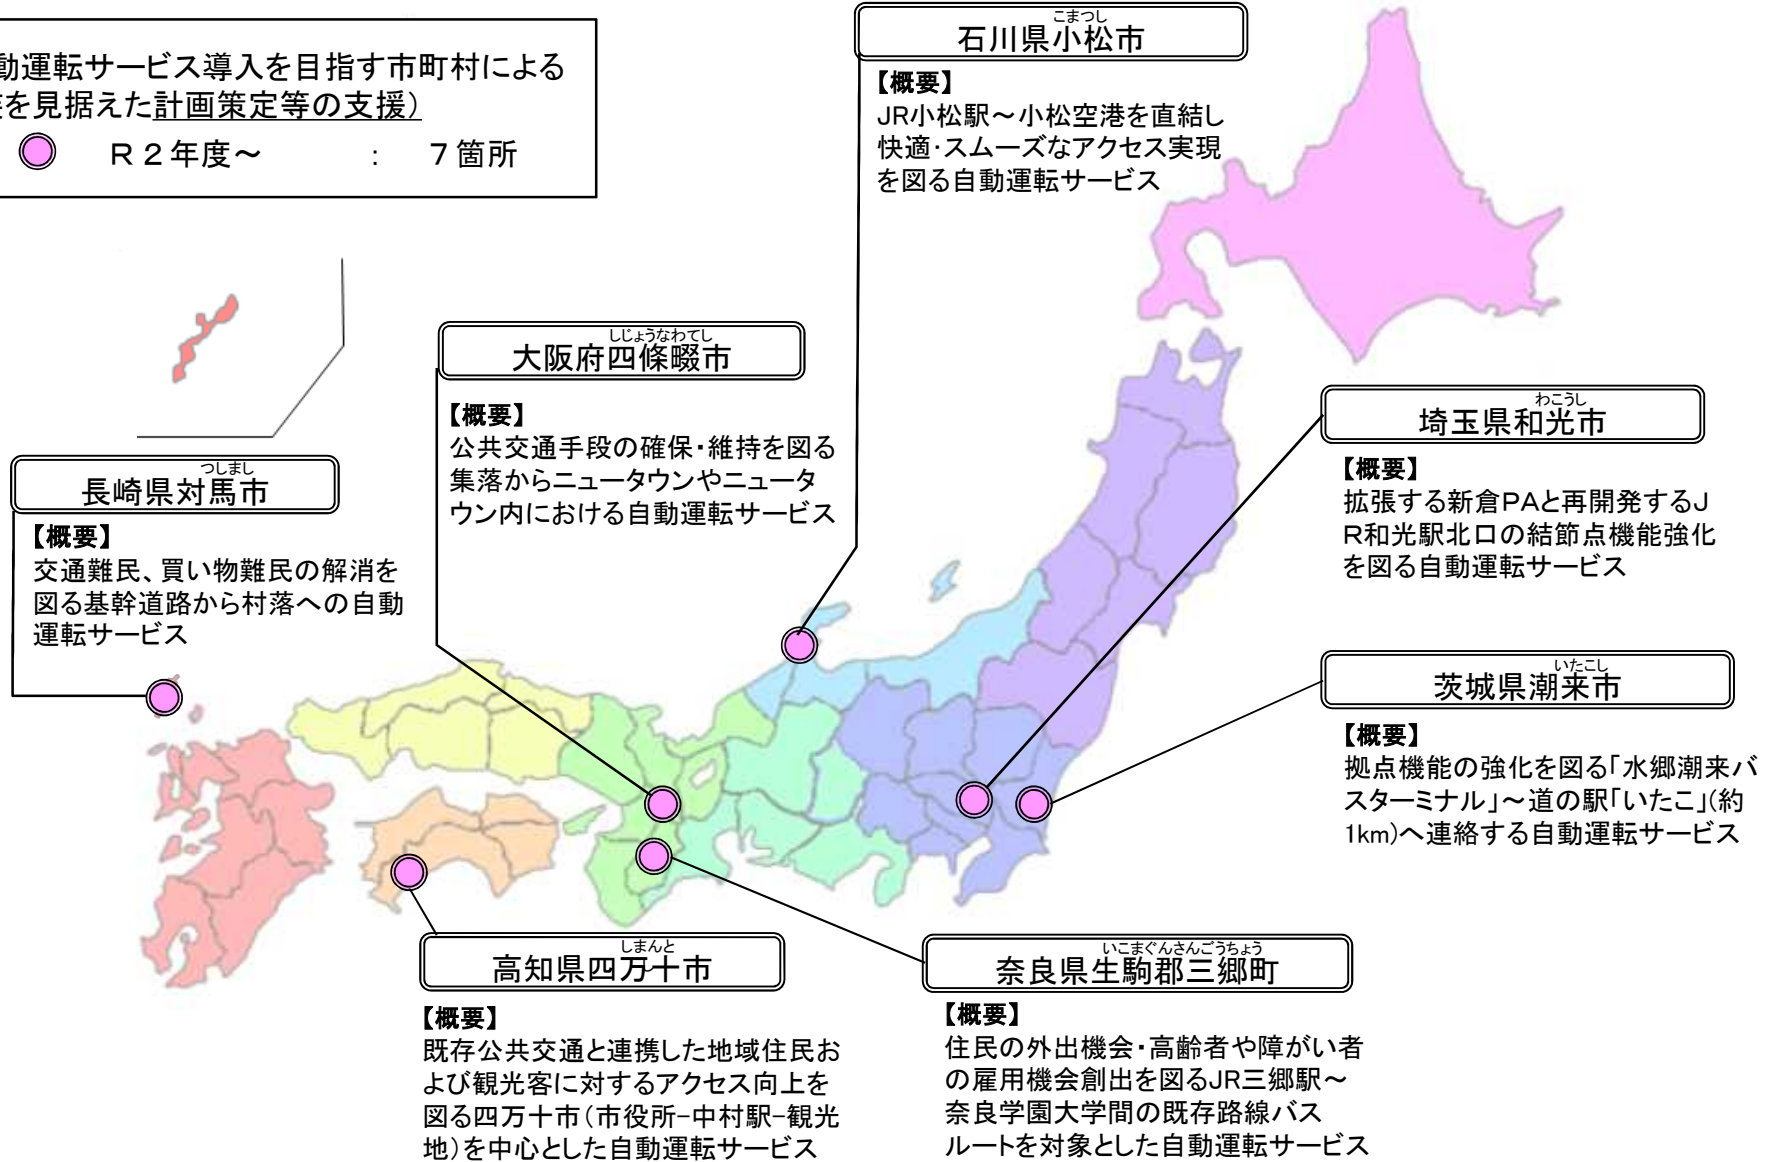 動運転サービス導入を目指す市町村による
を見据えた計画策定等の支援）
Ｒ２年度～ ： ７箇所
こまつし
石川県小松市
【概要】
JR小松駅～小松空港を直結し
快適・スムーズなアクセス実現
を図る自動運転サービス
しじょうなわてし
大阪府四條畷市
【概要】
公共交通手段の確保・維持を図る
集落からニュータウンやニュータ
ウン内における自動運転サービス
わこうし
埼玉県和光市
【概要】
拡張する新倉PAと再開発するJ
R和光駅北口の結節点機能強化
を図る自動運転サービス
つしまし
長崎県対馬市
【概要】
交通難民、買い物難民の解消を
図る基幹道路から村落への自動
運転サービス
いたこし
茨城県潮来市
【概要】
拠点機能の強化を図る「水郷潮来バ
スターミナル」～道の駅「いたこ」（約
1km）へ連絡する自動運転サービス
しまんと
高知県四万十市
【概要】
既存公共交通と連携した地域住民お
よび観光客に対するアクセス向上を
図る四万十市（市役所−中村駅−観光
地）を中心とした自動運転サービス
いこまぐんさんごうちょう
奈良県生駒郡三郷町
【概要】
住民の外出機会・高齢者や障がい者
の雇用機会創出を図るJR三郷駅～
奈良学園大学間の既存路線バス
ルートを対象とした自動運転サービス